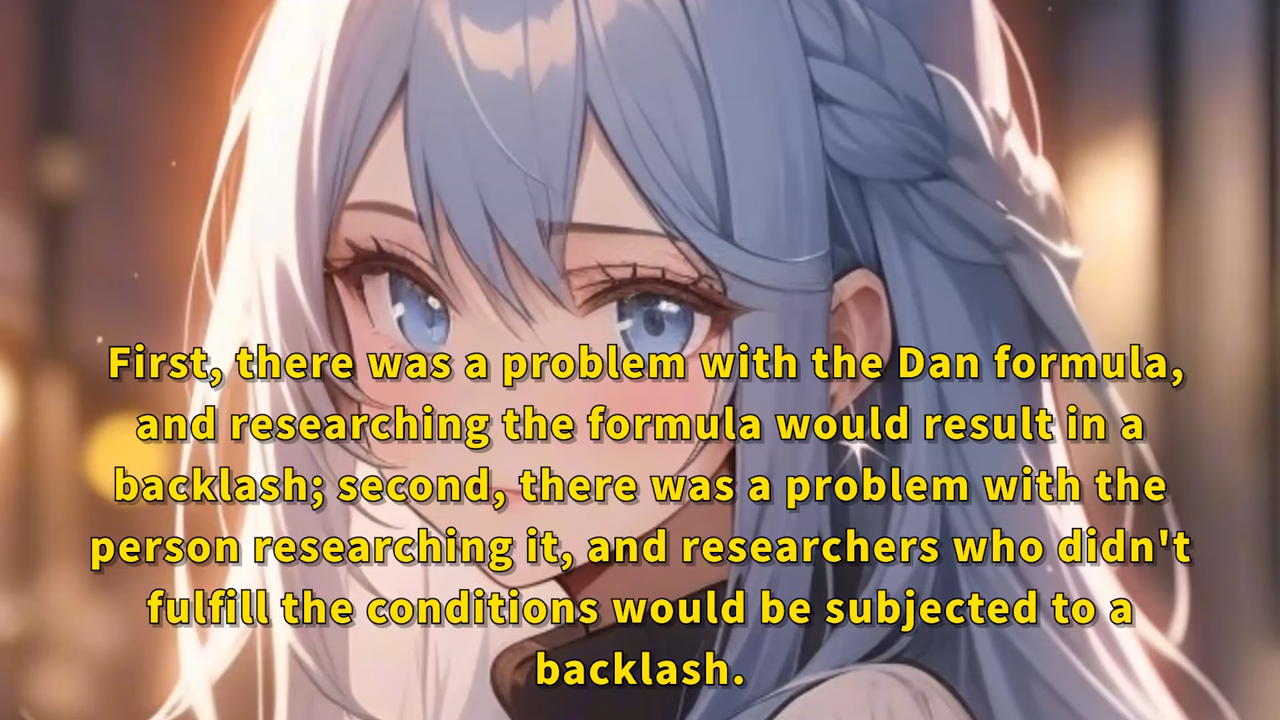 First, there was a problem with the Dan formula,
and researching the formula would result in a
backlash; second, there was a problem with the
person researching it, and researchers who didn't
fulfill the conditions would be subjected to a
backlash.